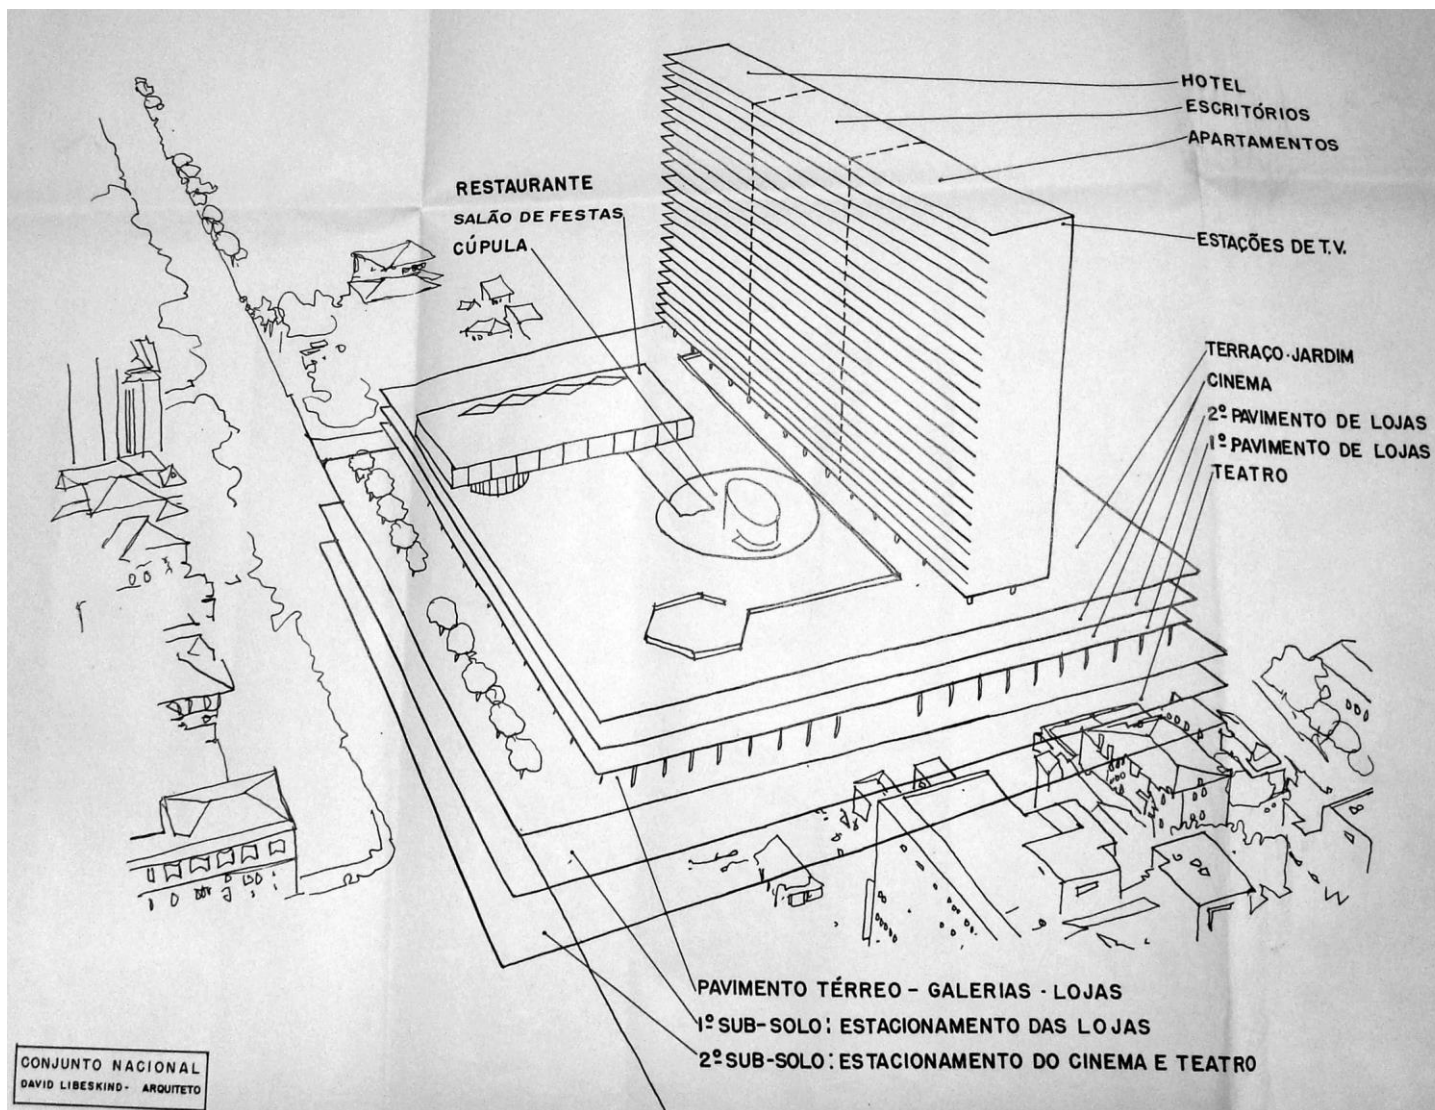 HOTEL
ESCRITÓRIOS
APARTAMENTOS
RESTAURANTE
SALÃO DE FESTAS
CÚPULA
ESTAÇÕES DE T.V.
TERRAÇO-JARDIM
CINEMA
2º PAVIMENTO DE LOJAS
1º PAVIMENTO DE LOJAS
TEATRO
PAVIMENTO TÉRREO - GALERIAS - LOJAS
1º SUB-SOLO: ESTACIONAMENTO DAS LOJAS
2º SUB-SOLO: ESTACIONAMENTO DO CINEMA E TEATRO
CONJUNTO NACIONAL
DAVID LIBESKIND - ARQUITETO